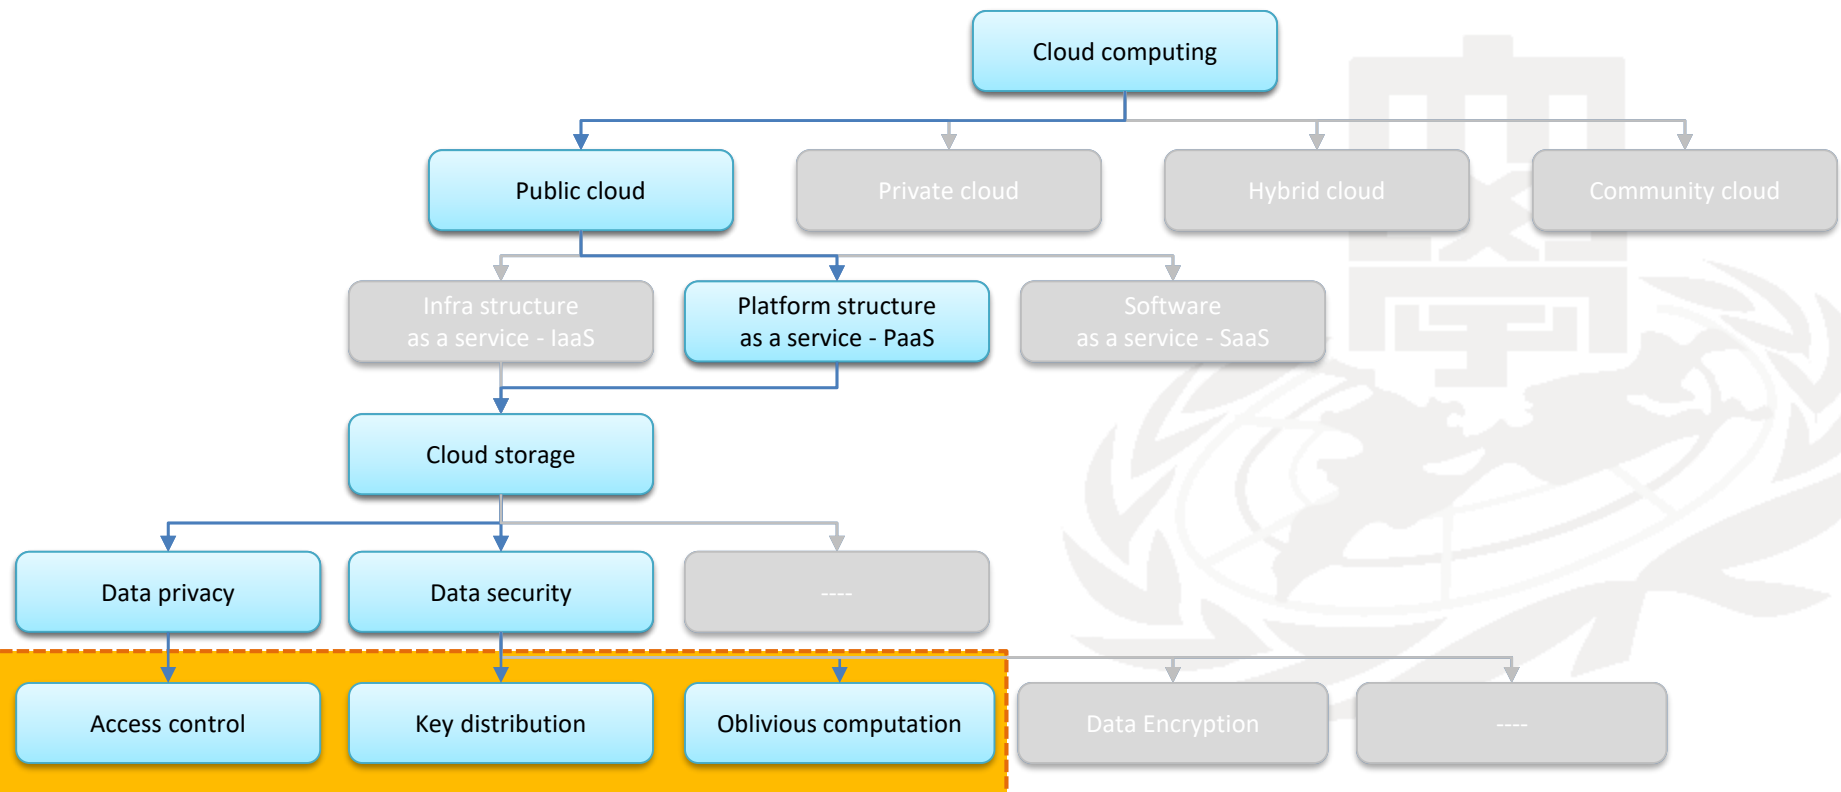 Cloud computing
Public cloud
Private cloud
Hybrid cloud
Community cloud
Infra structure
as a service - IaaS
Platform structure
as a service - PaaS
Software
as a service - SaaS
Cloud storage
Data privacy
Data security
----
Access control
Key distribution
Oblivious computation
Data Encryption
----